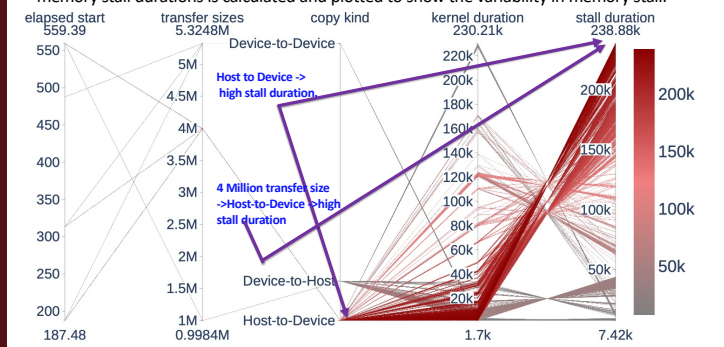 memory stall durations is calculated and plotted to show the variability in memory stall
elapsed start transfer sizes copy kind kernel duration stall duration
559.39 5.3248M Device-to-Device 230.21k 238.88k
550
500
450
400
350
300
250
200
187.48
5M
4.5M
4M
3.5M
3M
2.5M
2M
1.5M
1M
0.9984M
Host to Device ->
high stall duration.
4 Million transfer size
->Host-to-Device ->high
stall duration
Device-to-Host
Host-to-Device
220k
200k
180k
160k
140k
120k
100k
80k
60k
40k
20k
1.7k
200k
150k
100k
50k
7.42k
200k
150k
100k
50k